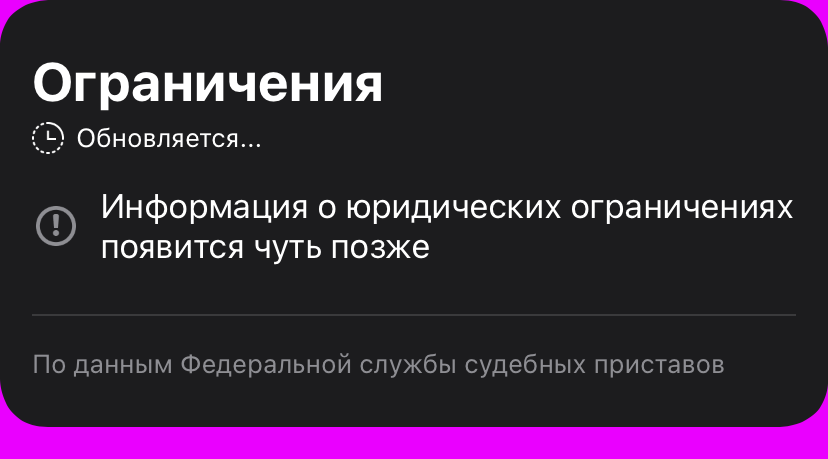 Ограничения
Обновляется...
Информация о юридических ограничениях
появится чуть позже
По данным Федеральной службы судебных приставов